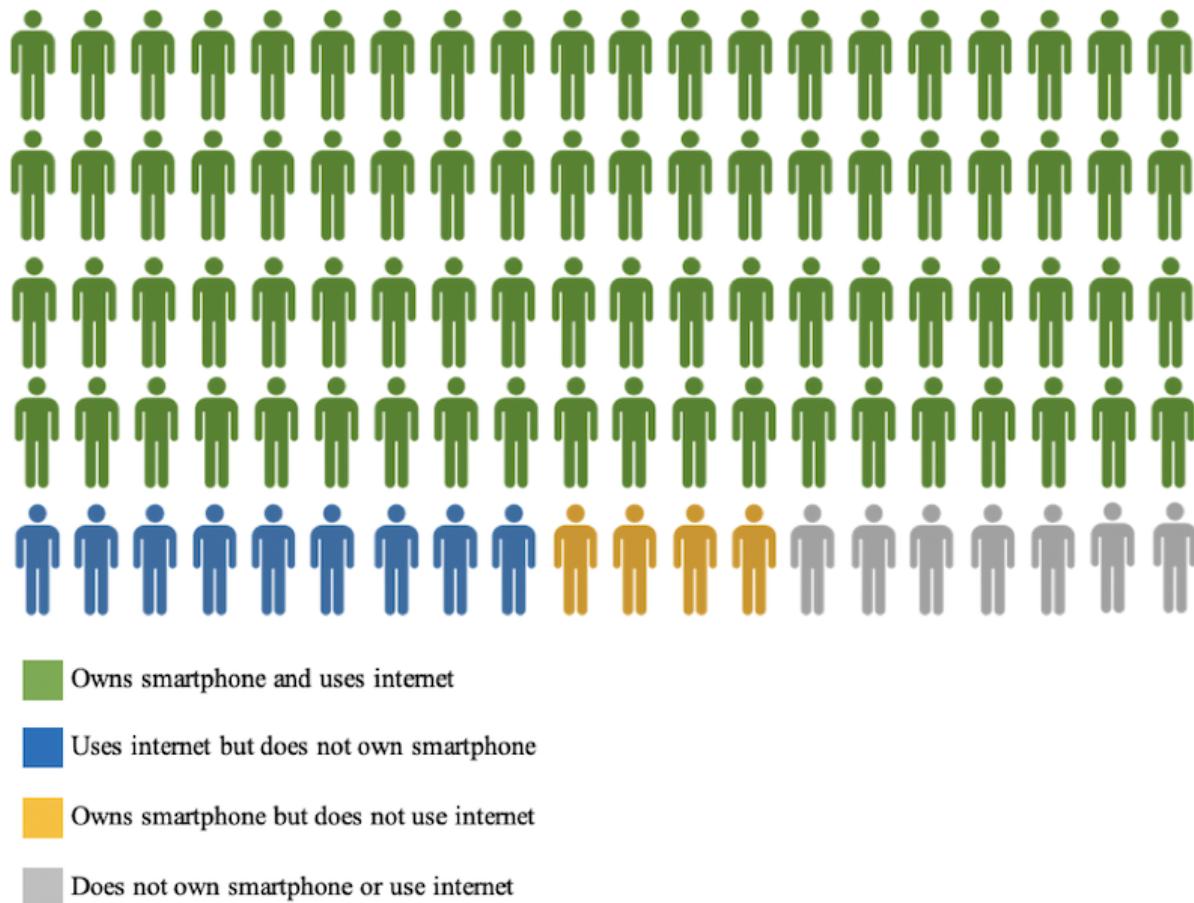 Owns smartphone and uses internet
Uses internet but does not own smartphone
Owns smartphone but does not use internet
Does not own smartphone or use internet